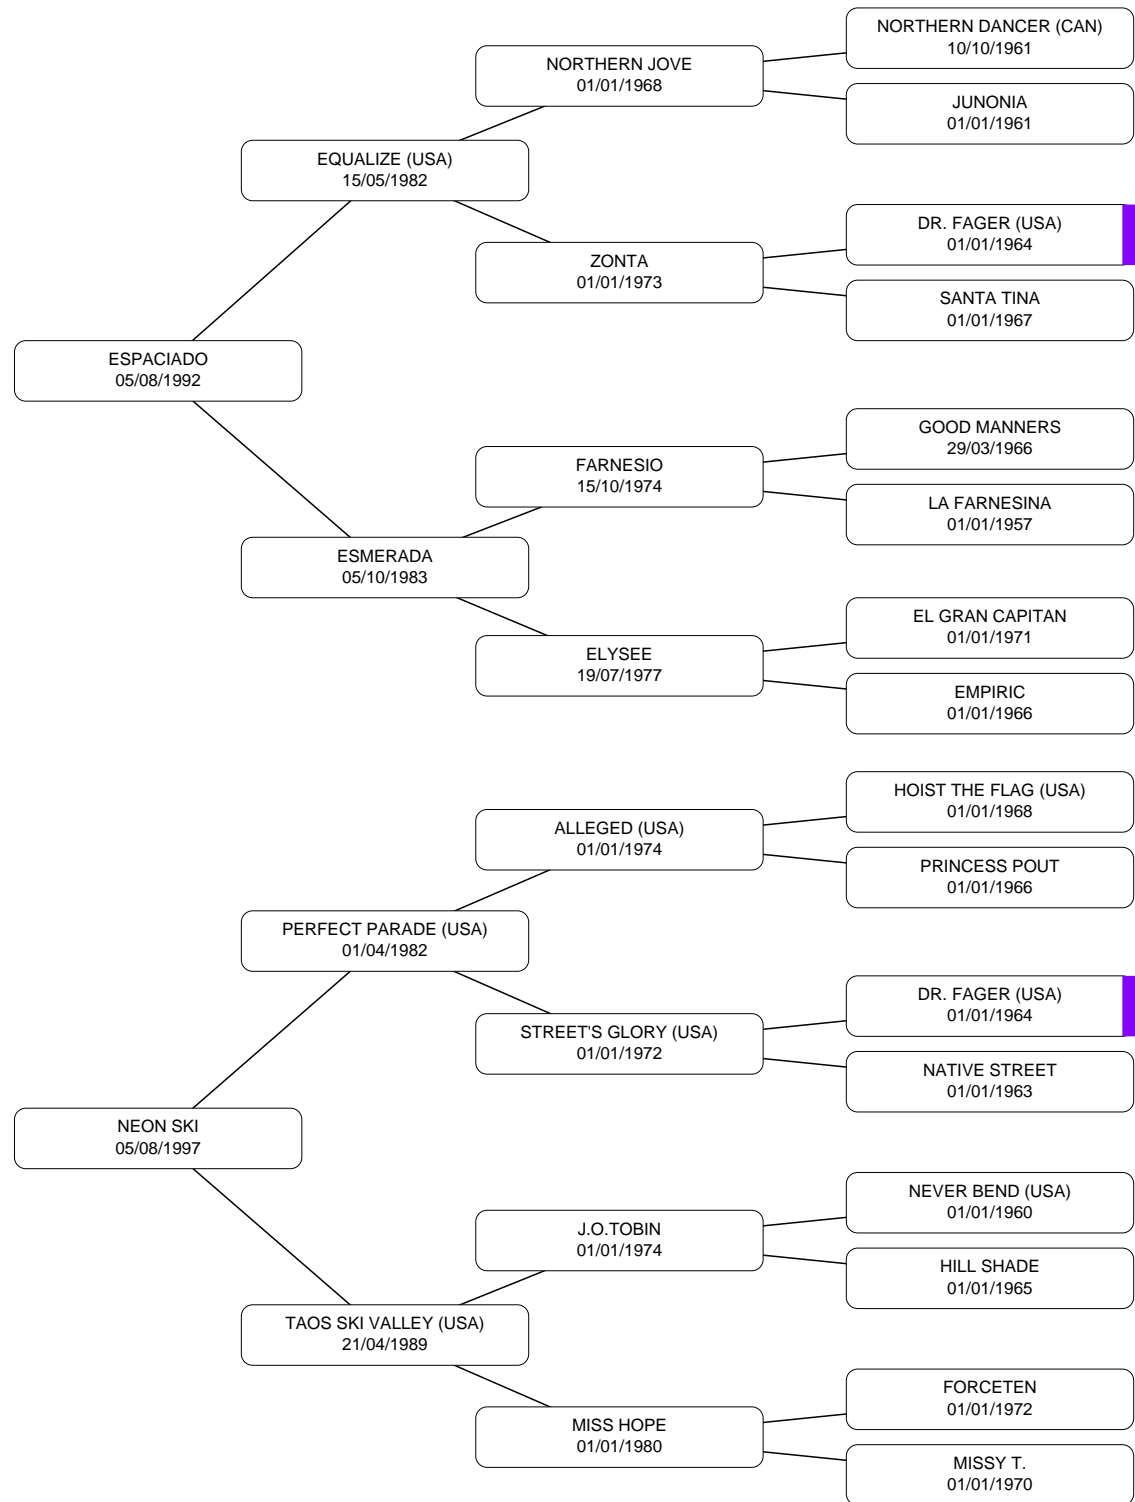 NORTHERN DANCER (CAN)
10/10/1961
NORTHERN JOVE
01/01/1968
JUNONIA
01/01/1961
EQUALIZE (USA)
15/05/1982
DR. FAGER (USA)
01/01/1964
ZONTA
01/01/1973
SANTA TINA
01/01/1967
ESPACIADO
05/08/1992
GOOD MANNERS
29/03/1966
FARNESIO
15/10/1974
LA FARNESINA
01/01/1957
ESMERADA
05/10/1983
EL GRAN CAPITAN
01/01/1971
ELYSEE
19/07/1977
EMPIRIC
01/01/1966
HOIST THE FLAG (USA)
01/01/1968
ALLEGED (USA)
01/01/1974
PRINCESS POUT
01/01/1966
PERFECT PARADE (USA)
01/04/1982
DR. FAGER (USA)
01/01/1964
STREET'S GLORY (USA)
01/01/1972
NATIVE STREET
01/01/1963
NEON SKI
05/08/1997
NEVER BEND (USA)
01/01/1960
J.O.TOBIN
01/01/1974
HILL SHADE
01/01/1965
TAOS SKI VALLEY (USA)
21/04/1989
FORCETEN
01/01/1972
MISS HOPE
01/01/1980
MISSY T.
01/01/1970